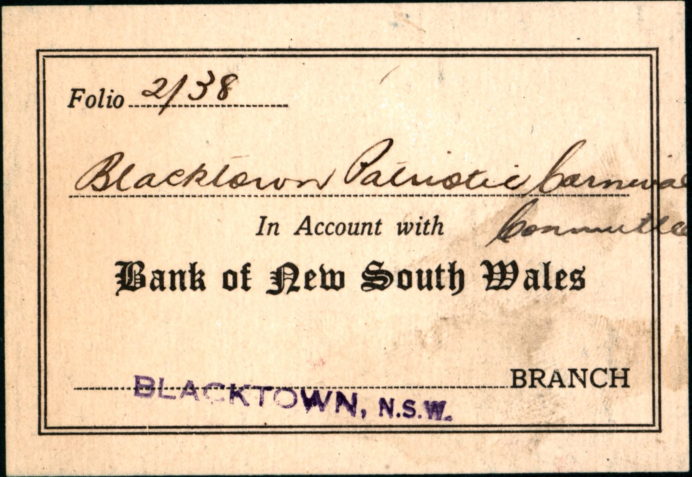 Folio 2/38
Blacktown Patriotic Carnival
Committee
In Account with
Bank of New South Wales
BLACKTOWN, N.S.W. BRANCH